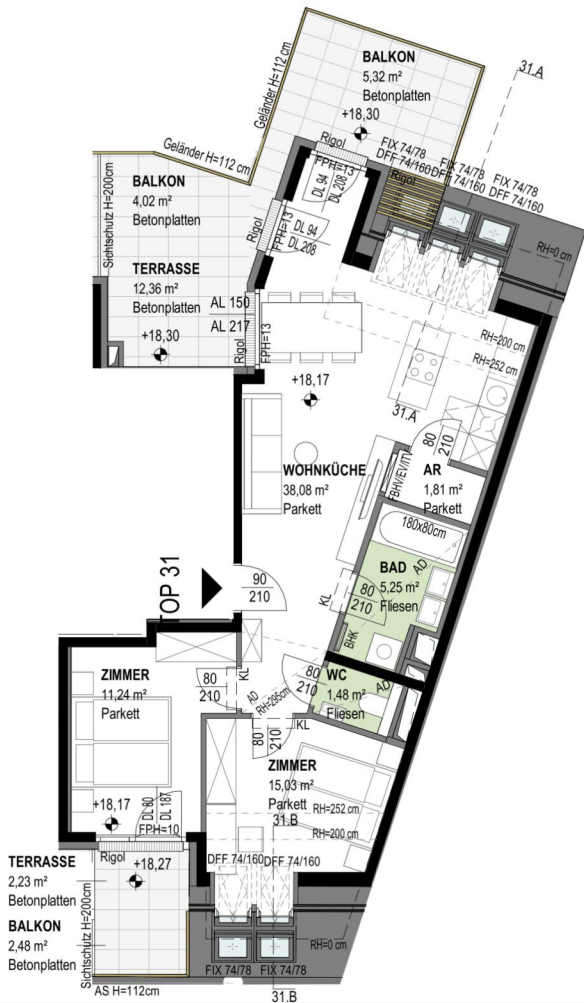 BALKON
5,32 m²
Betonplatten
+18,30
31.A
Geländer H=112 cm
Geländer H=112 cm
Rigol
FPH=13
DL 94
DL 208
FIX 74/78
DFF 74/160
FIX 74/78
DFF 74/160
FIX 74/78
DFF 74/160
Rigol
RH=0 cm
Sichtschutz H=200cm
BALKON
4,02 m²
Betonplatten
Rigol
FPH=13
DL 94
DL 208
TERRASSE
12,36 m²
Betonplatten
+18,30
AL 150
AL 217
Rigol
FPH=13
RH=200 cm
RH=252 cm
+18,17
31.A
80
210
WOHNKÜCHE
38,08 m²
Parkett
FBHV/EV/ITV
AR
1,81 m²
Parkett
180x80cm
AD
BAD
5,25 m²
Fliesen
TOP 31
90
210
KL
80
210
BHK
ZIMMER
11,24 m²
Parkett
80
210
KL
AD
RH=295cm
80
210
WC
1,48 m²
Fliesen
AD
80
210
KL
ZIMMER
15,03 m²
Parkett
31.B
RH=252 cm
RH=200 cm
+18,17
DL 80
DL 187
FPH=10
Rigol
+18,27
DFF 74/160
DFF 74/160
TERRASSE
2,23 m²
Betonplatten
BALKON
2,48 m²
Betonplatten
Sichtschutz H=200cm
RH=0 cm
FIX 74/78
FIX 74/78
AS H=112cm
31.B